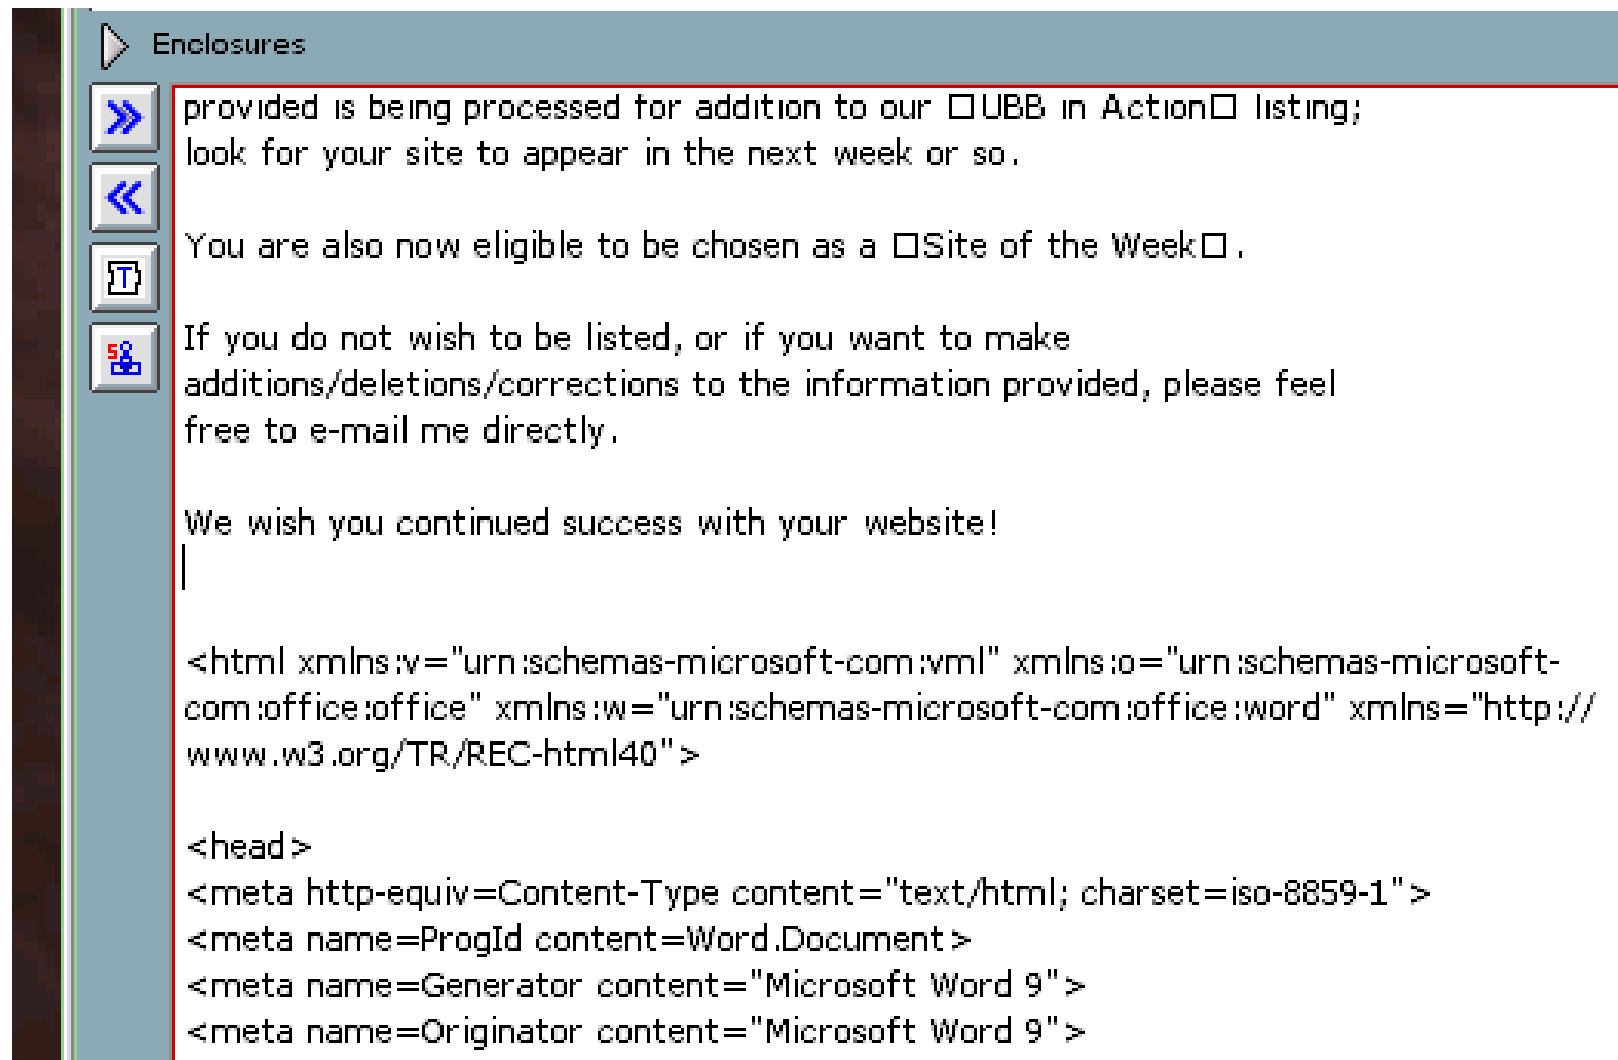 Enclosures
provided is being processed for addition to our □UBB in Action□ listing;
look for your site to appear in the next week or so.
You are also now eligible to be chosen as a □Site of the Week□.
If you do not wish to be listed, or if you want to make
additions/deletions/corrections to the information provided, please feel
free to e-mail me directly.
We wish you continued success with your website!
<html xmlns:v="urn:schemas-microsoft-com:vml" xmlns:o="urn:schemas-microsoft-
com:office:office" xmlns:w="urn:schemas-microsoft-com:office:word" xmlns="http://
www.w3.org/TR/REC-html40">
<head>
<meta http-equiv=Content-Type content="text/html; charset=iso-8859-1">
<meta name=ProgId content=Word.Document>
<meta name=Generator content="Microsoft Word 9">
<meta name=Originator content="Microsoft Word 9">